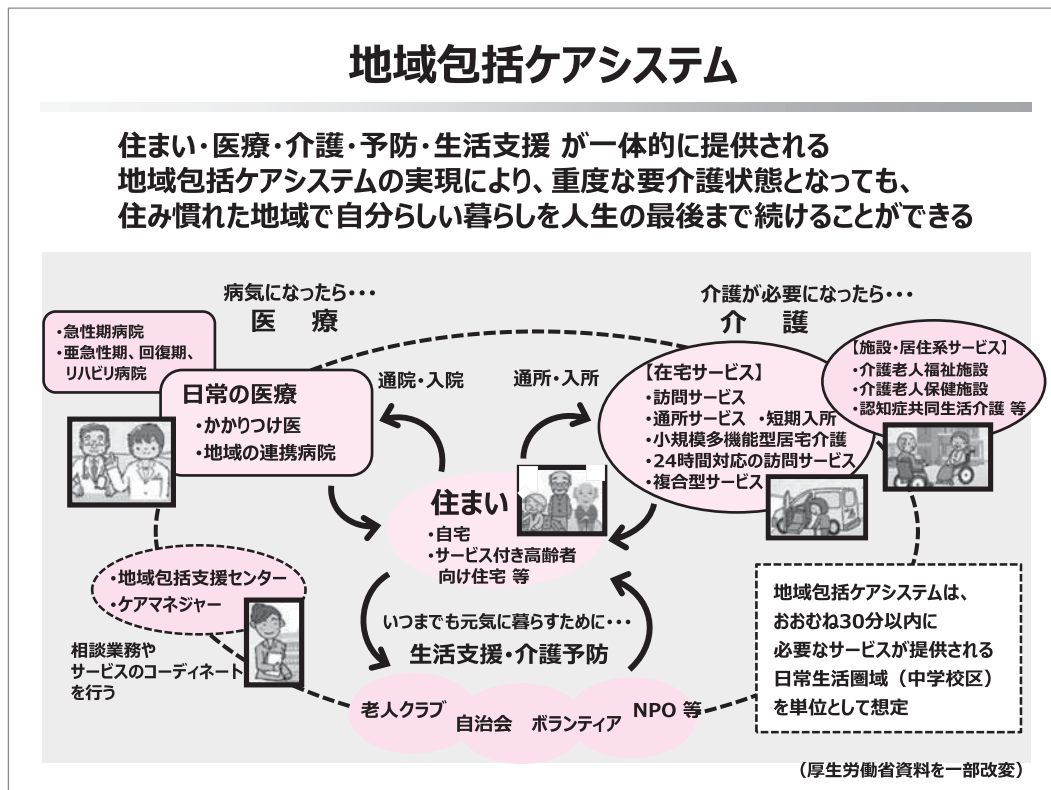 地域包括ケアシステム
住まい・医療・介護・予防・生活支援 が一体的に提供される
地域包括ケアシステムの実現により、重度な要介護状態となっても、
住み慣れた地域で自分らしい暮らしを人生の最後まで続けることができる
病気になったら・・・
医 療
・急性期病院
・亜急性期、回復期、
リハビリ病院
日常の医療
・かかりつけ医
・地域の連携病院
通院・入院
通所・入所
介護が必要になったら・・・
介 護
【在宅サービス】
・訪問サービス
・通所サービス ・短期入所
・小規模多機能型居宅介護
・24時間対応の訪問サービス
・複合型サービス
【施設・居住系サービス】
・介護老人福祉施設
・介護老人保健施設
・認知症共同生活介護 等
住まい
・自宅
・サービス付き高齢者
向け住宅 等
・地域包括支援センター
・ケアマネジャー
相談業務や
サービスのコーディネート
を行う
いつまでも元気に暮らすために・・・
生活支援・介護予防
老人クラブ
自治会
ボランティア
NPO 等
地域包括ケアシステムは、
おおむね30分以内に
必要なサービスが提供される
日常生活圏域（中学校区）
を単位として想定
（厚生労働省資料を一部改変）